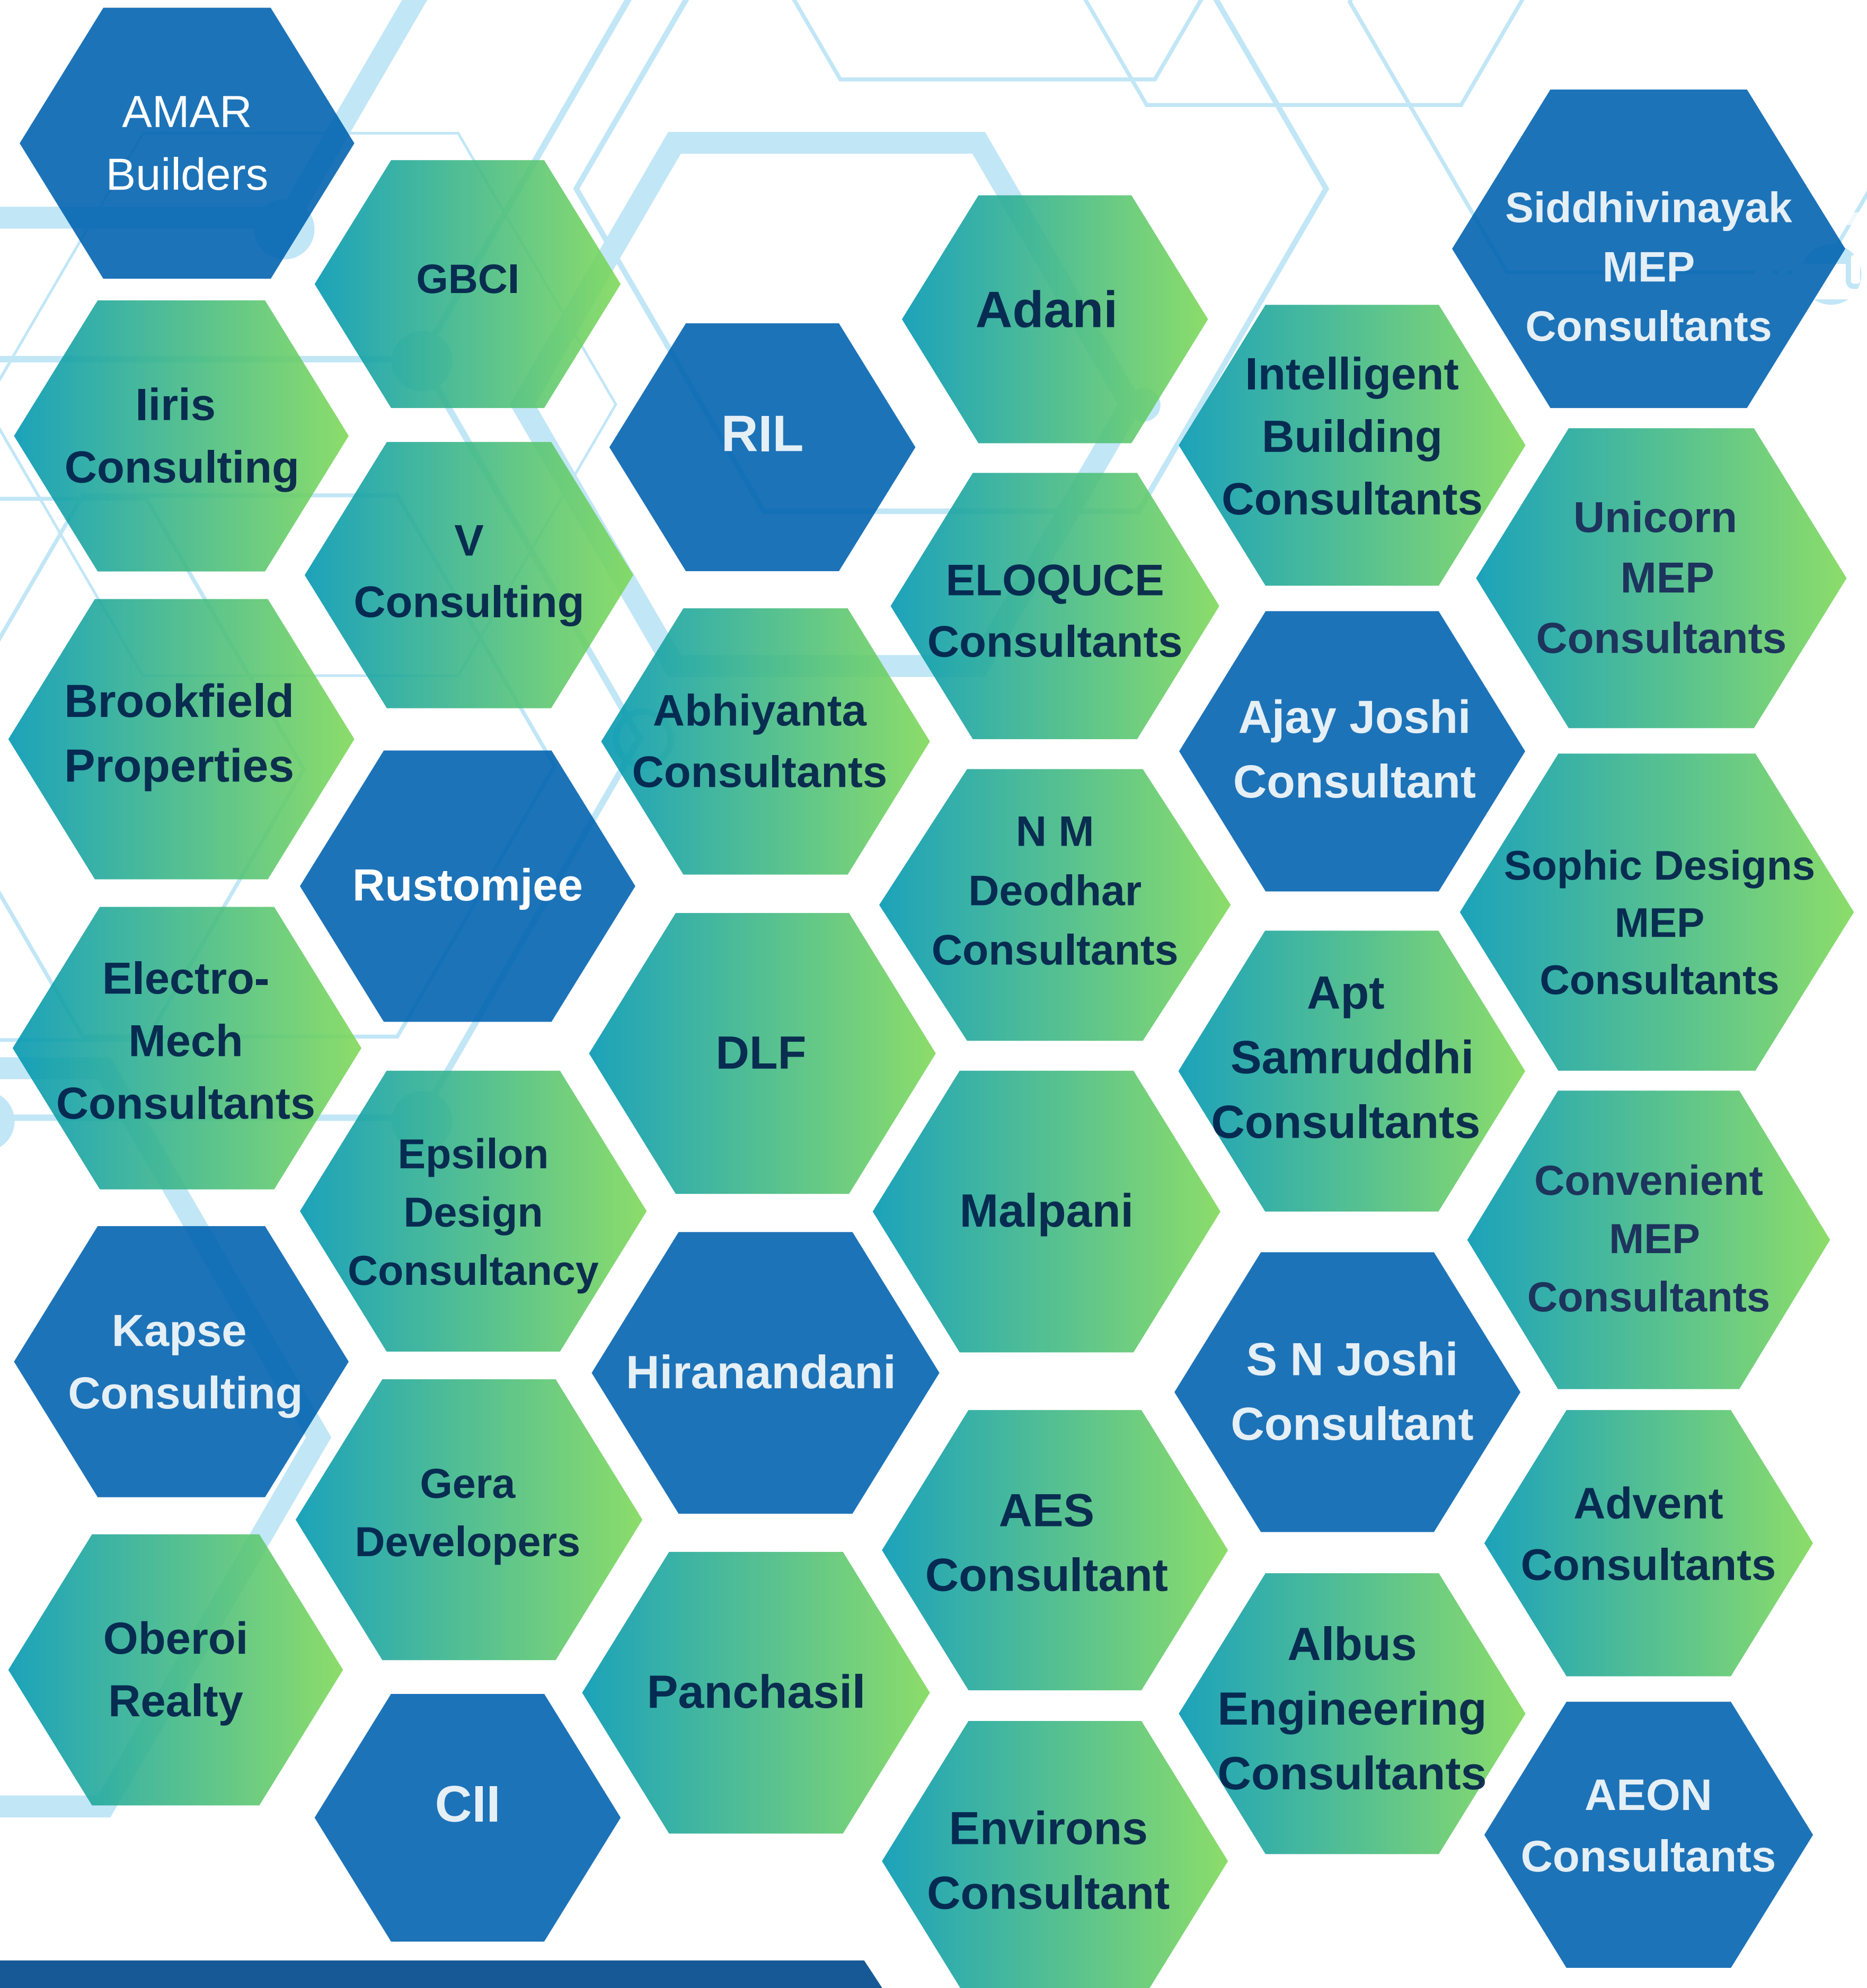 AMAR
Builders
GBCI
Adani
Siddhivinayak
MEP
Consultants
Iiris
Consulting
RIL
Intelligent
Building
Consultants
V
Consulting
ELOQUCE
Consultants
Unicorn
MEP
Consultants
Brookfield
Properties
Abhiyanta
Consultants
Ajay Joshi
Consultant
Rustomjee
N M
Deodhar
Consultants
Sophic Designs
MEP
Consultants
Electro-
Mech
Consultants
DLF
Apt
Samruddhi
Consultants
Epsilon
Design
Consultancy
Malpani
Convenient
MEP
Consultants
Kapse
Consulting
Hiranandani
S N Joshi
Consultant
Gera
Developers
AES
Consultant
Advent
Consultants
Oberoi
Realty
Panchasil
Albus
Engineering
Consultants
CII
Environs
Consultant
AEON
Consultants